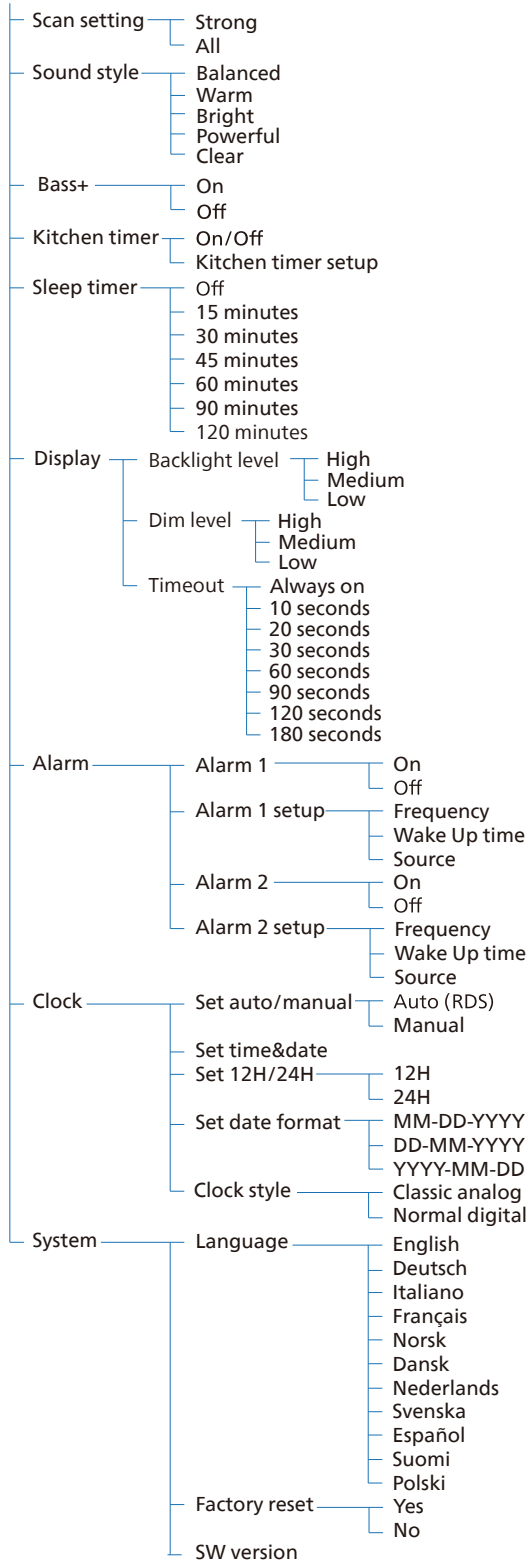 Scan setting Strong
All
Sound style Balanced
Warm
Bright
Powerful
Clear
Bass+ On
Off
Kitchen timer On/Off
Kitchen timer setup
Sleep timer Off
15 minutes
30 minutes
45 minutes
60 minutes
90 minutes
120 minutes
Display Backlight level High
Medium
Low
Dim level High
Medium
Low
Timeout Always on
10 seconds
20 seconds
30 seconds
60 seconds
90 seconds
120 seconds
180 seconds
Alarm Alarm 1 On
Off
Alarm 1 setup Frequency
Wake Up time
Source
Alarm 2 On
Off
Alarm 2 setup Frequency
Wake Up time
Source
Clock Set auto/manual Auto (RDS)
Manual
Set time&date
Set 12H/24H 12H
24H
Set date format MM-DD-YYYY
DD-MM-YYYY
YYYY-MM-DD
Clock style Classic analog
Normal digital
System Language English
Deutsch
Italiano
Français
Norsk
Dansk
Nederlands
Svenska
Español
Suomi
Polski
Factory reset Yes
No
SW version